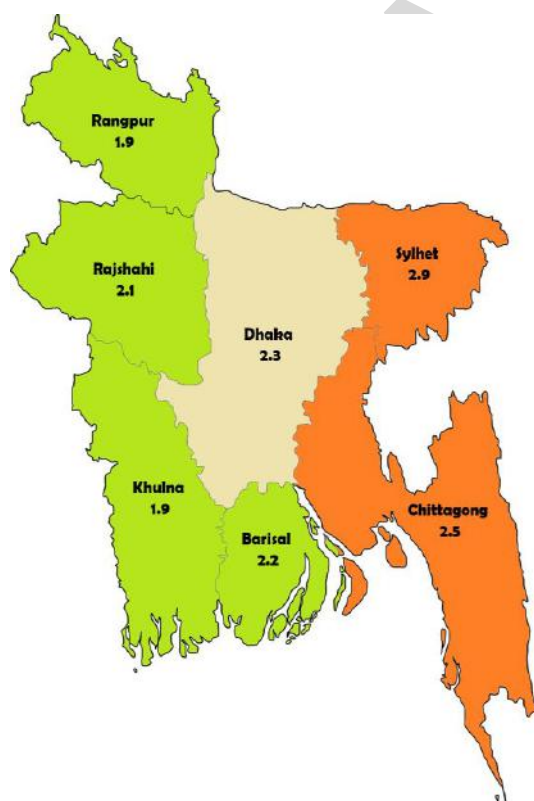 Rangpur
1.9
Rajshahi
2.1
Sylhet
2.9
Dhaka
2.3
Khulna
1.9
Barisal
2.2
Chittagong
2.5